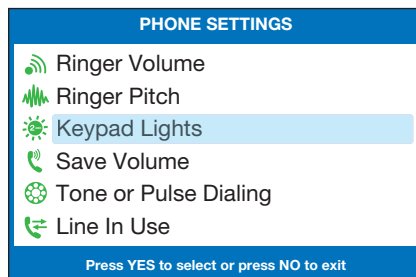 PHONE SETTINGS
Ringer Volume
Ringer Pitch
Keypad Lights
Save Volume
Tone or Pulse Dialing
Line In Use
Press YES to select or press NO to exit